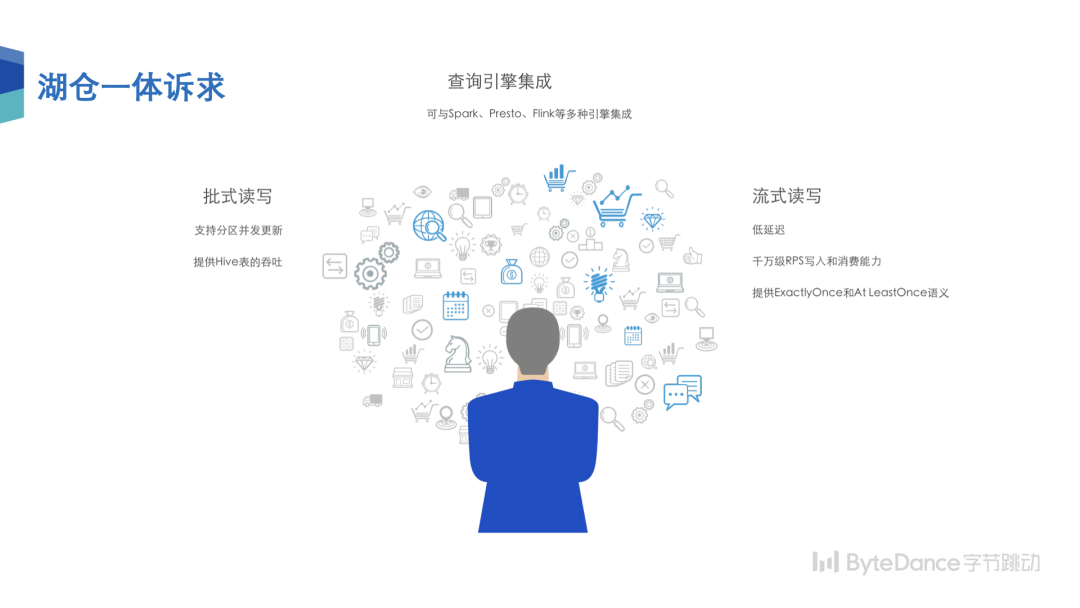 湖仓一体诉求
查询引擎集成
可与Spark、Presto、Flink等多种引擎集成
批式读写
支持分区并发更新
提供Hive表的吞吐
流式读写
低延迟
千万级RPS写入和消费能力
提供ExactlyOnce和At LeastOnce语义
ByteDance字节跳动